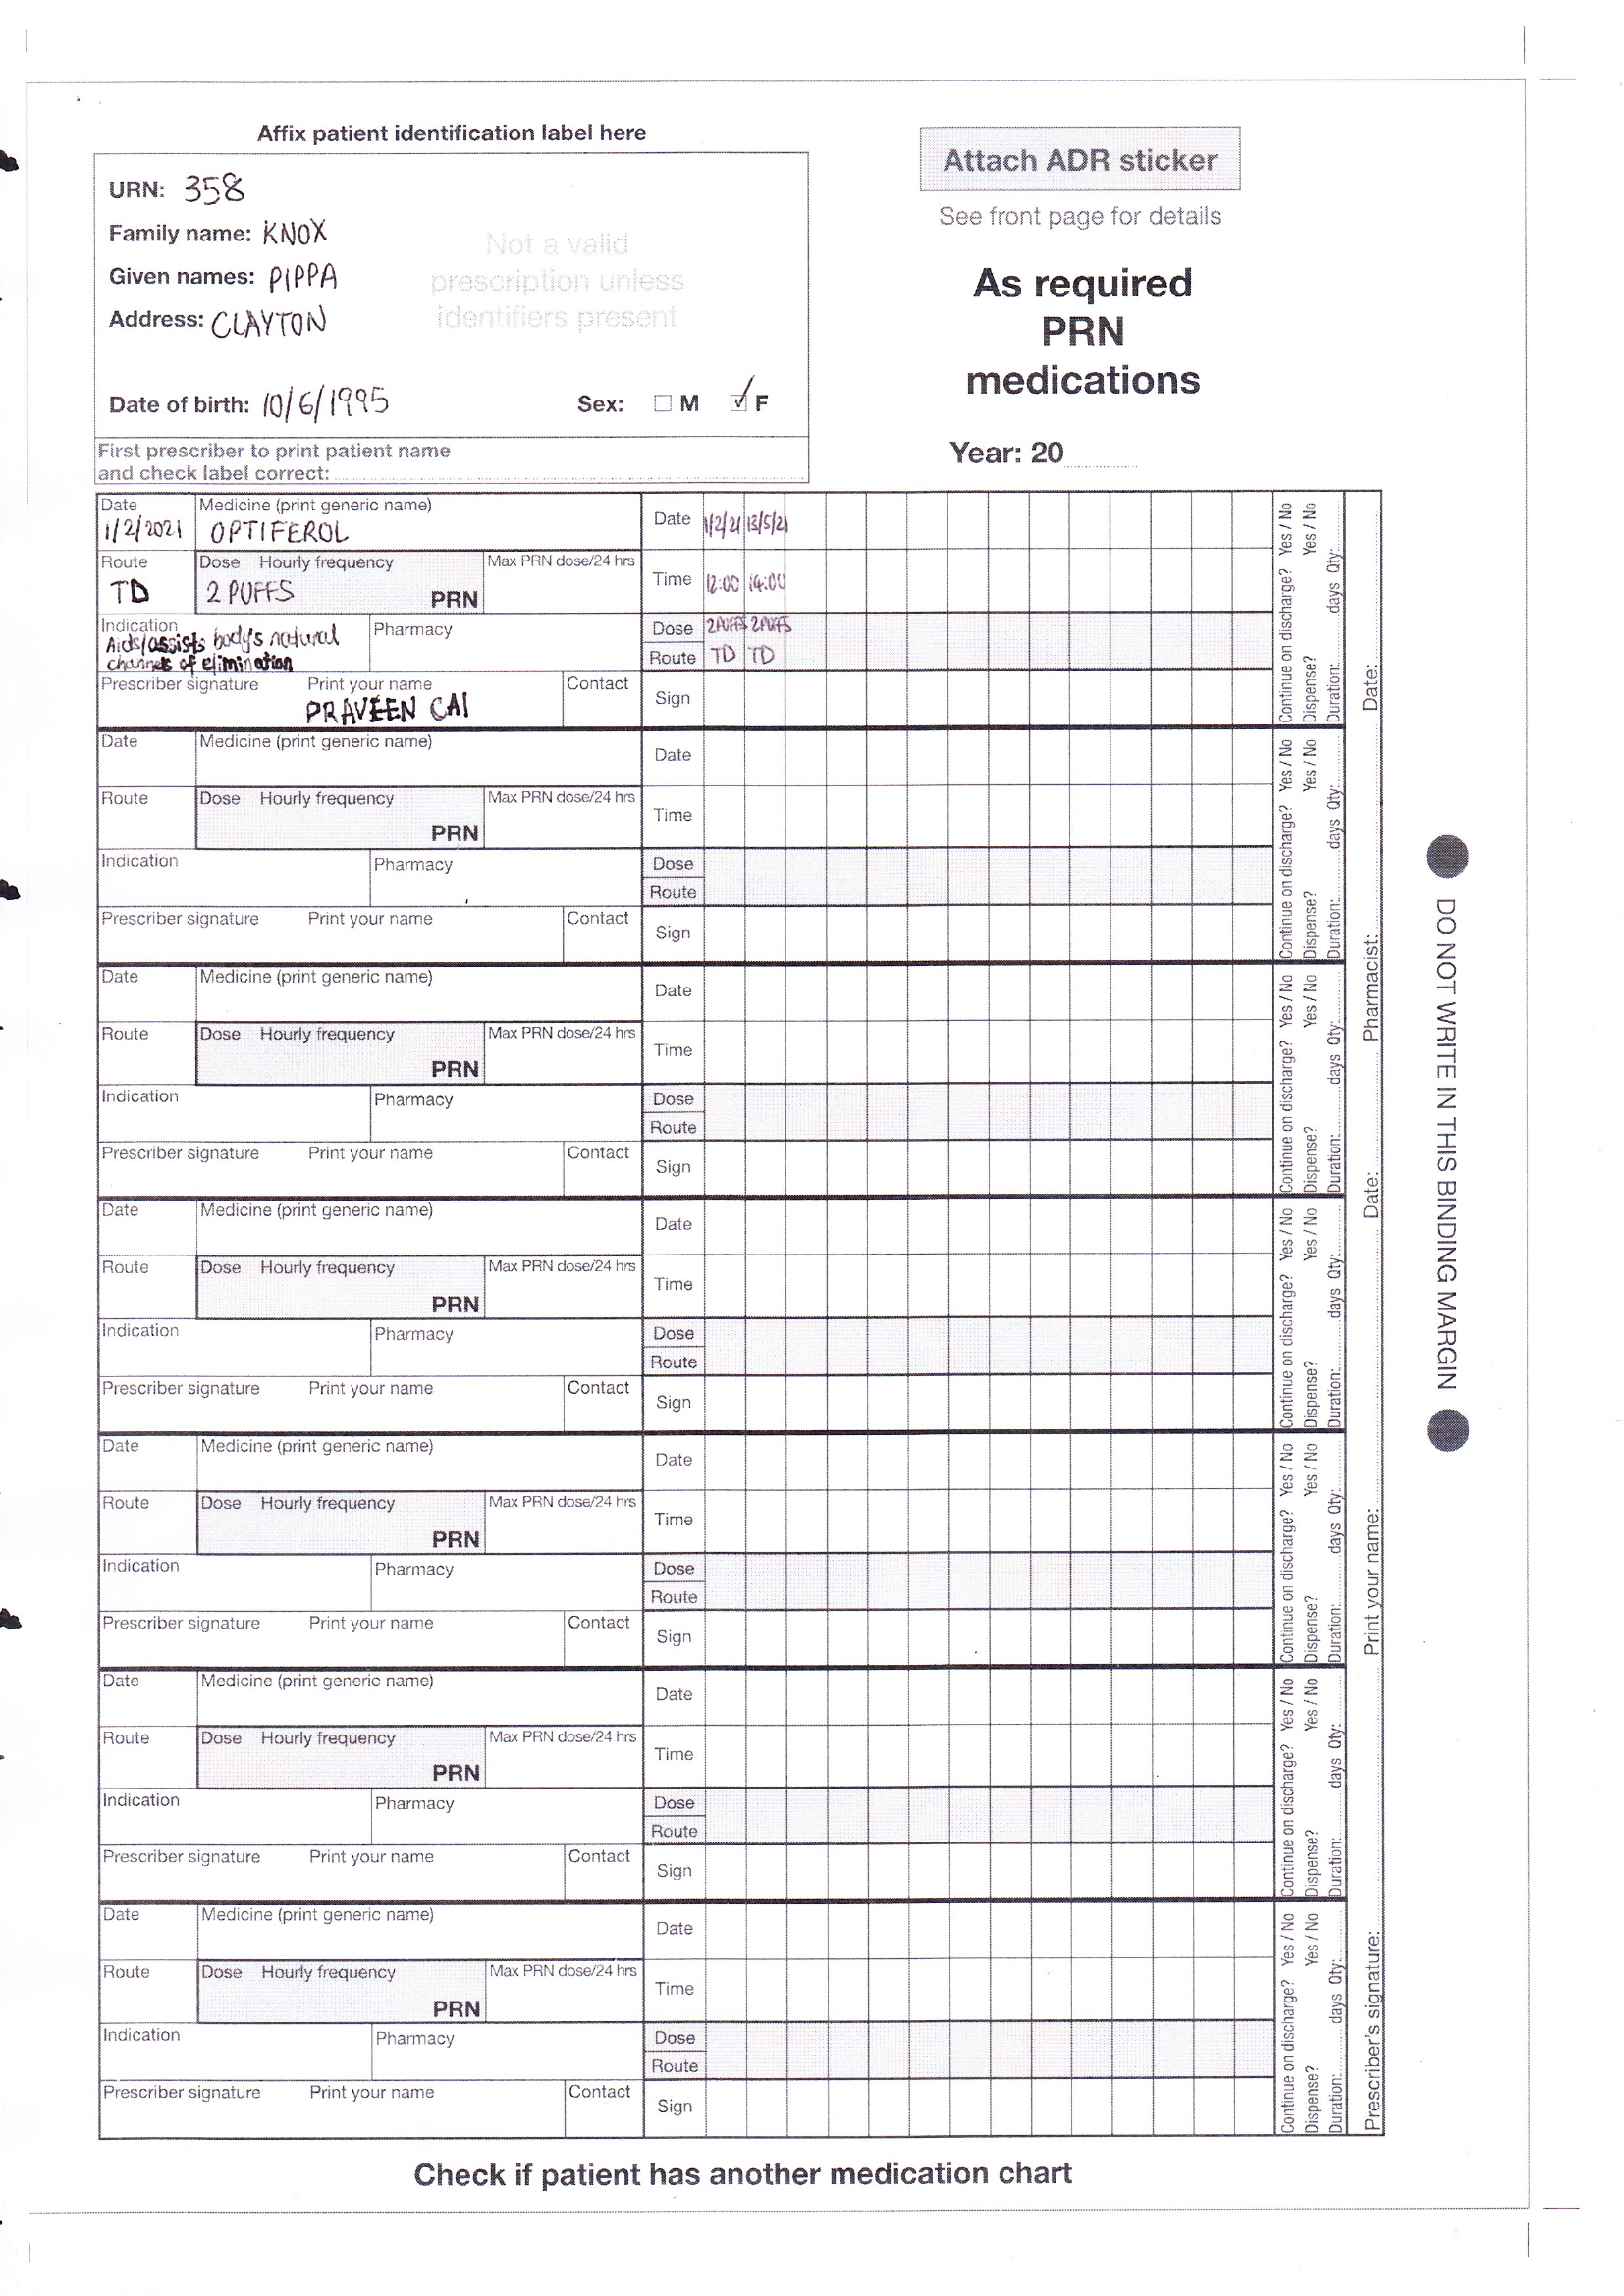 Affix patient identification label here
URN: 358
Family name: KNOX
Given names: PIPPA
Address: CLAYTON
Not a valid
prescription unless
identifiers present
Date of birth: 10/6/1995 Sex: M F
First prescriber to print patient name
and check label correct:
Attach ADR sticker
See front page for details
As required
PRN
medications
Year: 20
Date Medicine (print generic name) Date 1/2/21 13/5/21
1/2/2021 OPTIFEROL
Route Dose Hourly frequency Max PRN dose/24 hrs Time 12:00 14:00
TD 2 PUFFS PRN
Indication Pharmacy Dose 2PUFFS 2PUFFS
Aids/assists body's natural
channels of elimination Route TD TD
Prescriber signature Print your name Contact Sign
PRAVEEN CAI
Continue on discharge? Yes / No
Dispense? Yes / No
Duration: days Qty:
Date Medicine (print generic name) Date
Route Dose Hourly frequency Max PRN dose/24 hrs Time
PRN
Indication Pharmacy Dose
Route
Prescriber signature Print your name Contact Sign
Continue on discharge? Yes / No
Dispense? Yes / No
Duration: days Qty:
Date Medicine (print generic name) Date
Route Dose Hourly frequency Max PRN dose/24 hrs Time
PRN
Indication Pharmacy Dose
Route
Prescriber signature Print your name Contact Sign
Continue on discharge? Yes / No
Dispense? Yes / No
Duration: days Qty:
Date Medicine (print generic name) Date
Route Dose Hourly frequency Max PRN dose/24 hrs Time
PRN
Indication Pharmacy Dose
Route
Prescriber signature Print your name Contact Sign
Continue on discharge? Yes / No
Dispense? Yes / No
Duration: days Qty:
Date Medicine (print generic name) Date
Route Dose Hourly frequency Max PRN dose/24 hrs Time
PRN
Indication Pharmacy Dose
Route
Prescriber signature Print your name Contact Sign
Continue on discharge? Yes / No
Dispense? Yes / No
Duration: days Qty:
Date Medicine (print generic name) Date
Route Dose Hourly frequency Max PRN dose/24 hrs Time
PRN
Indication Pharmacy Dose
Route
Prescriber signature Print your name Contact Sign
Continue on discharge? Yes / No
Dispense? Yes / No
Duration: days Qty:
Date Medicine (print generic name) Date
Route Dose Hourly frequency Max PRN dose/24 hrs Time
PRN
Indication Pharmacy Dose
Route
Prescriber signature Print your name Contact Sign
Continue on discharge? Yes / No
Dispense? Yes / No
Duration: days Qty:
Prescriber's signature: Print your name: Date: Pharmacist: Date:
DO NOT WRITE IN THIS BINDING MARGIN
Check if patient has another medication chart